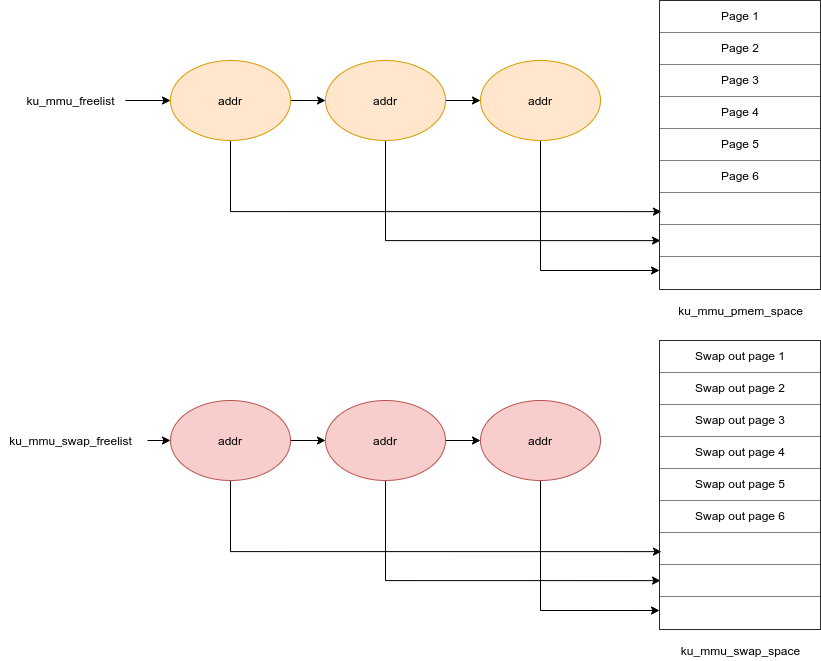 Page 1
Page 2
Page 3
Page 4
Page 5
Page 6
ku_mmu_freelist
addr
addr
addr
ku_mmu_pmem_space
Swap out page 1
Swap out page 2
Swap out page 3
Swap out page 4
Swap out page 5
Swap out page 6
ku_mmu_swap_freelist
addr
addr
addr
ku_mmu_swap_space